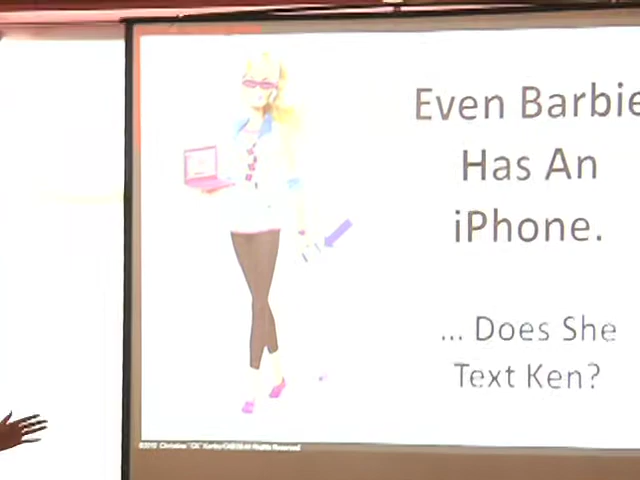 Even Barbie
Has An
iPhone.
... Does She
Text Ken?